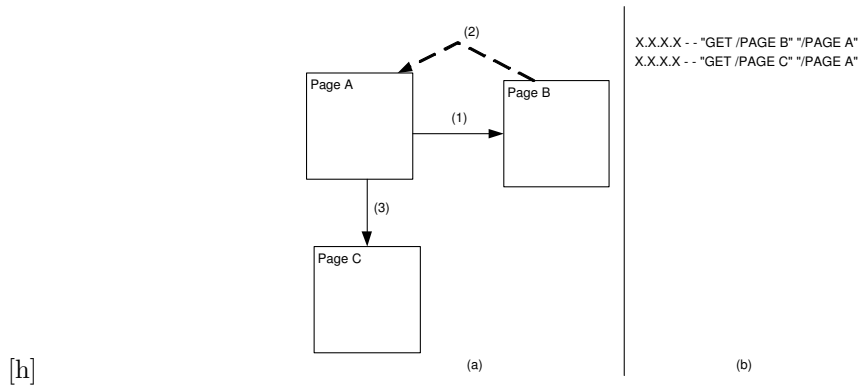 (2)
X.X.X.X - - "GET /PAGE B" "/PAGE A"
X.X.X.X - - "GET /PAGE C" "/PAGE A"
Page A
Page B
(1)
(3)
Page C
[h]
(a)
(b)